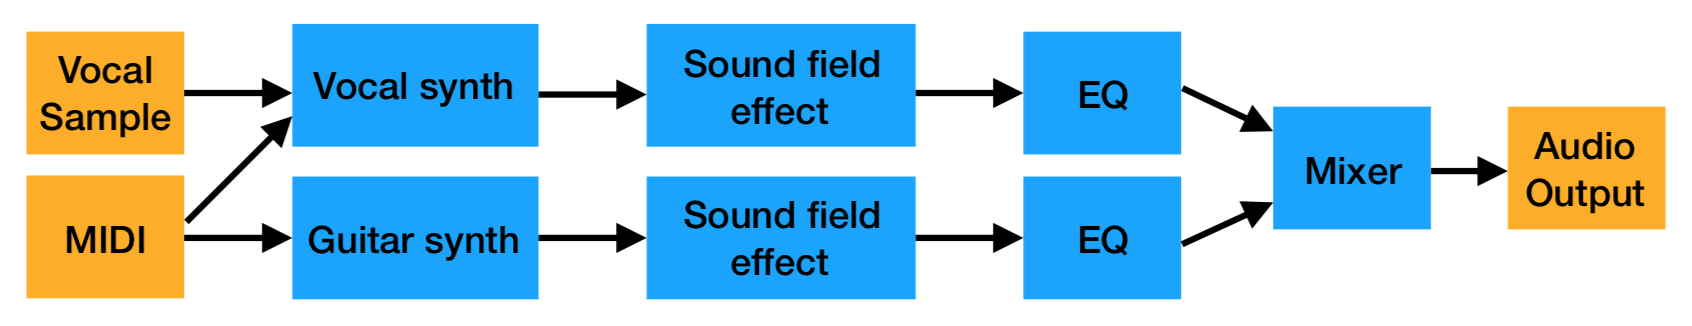 Vocal
Sample
Vocal synth
Sound field
effect
EQ
MIDI
Guitar synth
Sound field
effect
EQ
Mixer
Audio
Output